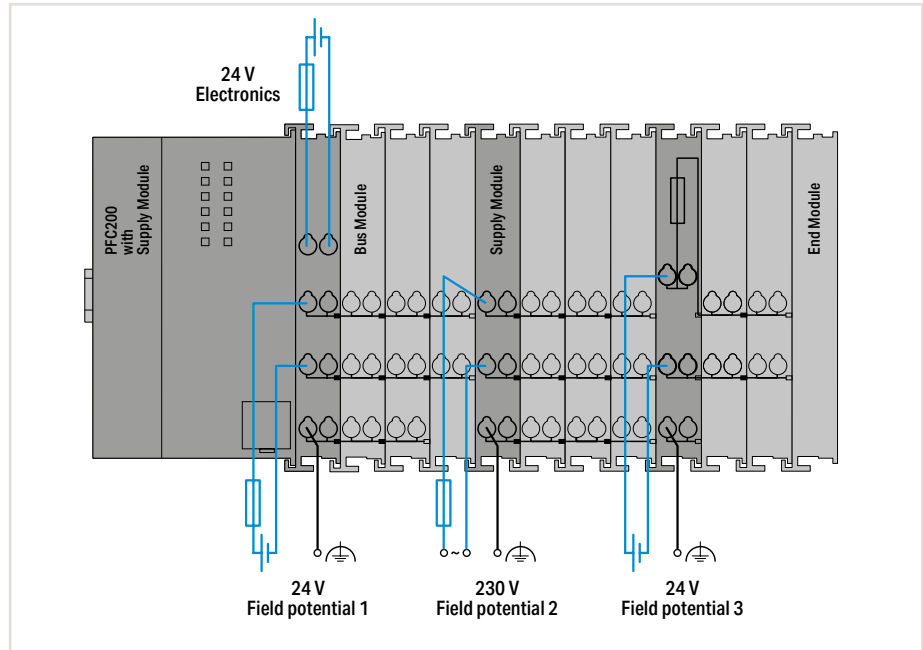 24 V
Electronics
PFC200
with
Supply Module
Bus Module
Supply Module
End Module
~
24 V
Field potential 1
230 V
Field potential 2
24 V
Field potential 3